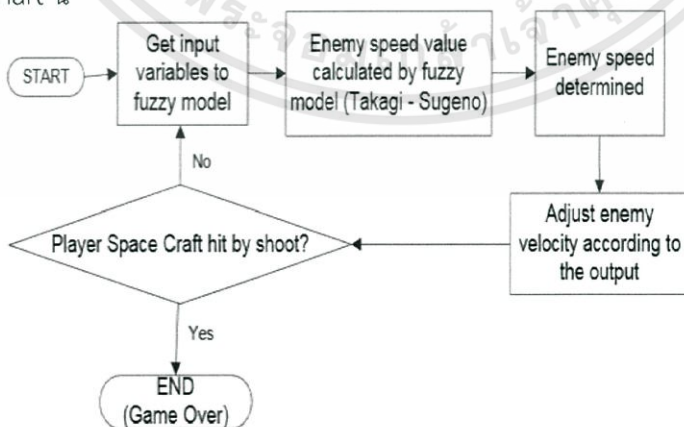 START
Get input
variables to
fuzzy model
Enemy speed value
calculated by fuzzy
model (Takagi - Sugeno)
Enemy speed
determined
Adjust enemy
velocity according to
the output
Player Space Craft hit by shoot?
No
Yes
END
(Game Over)